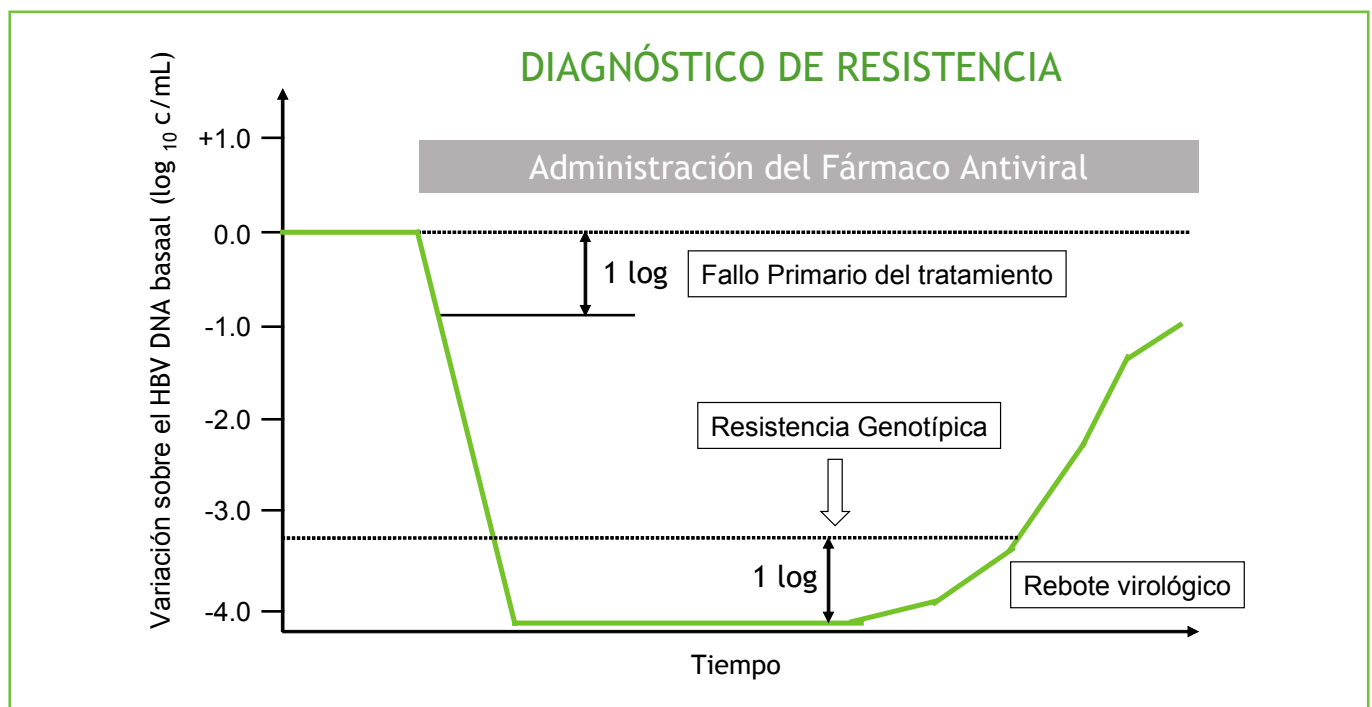 DIAGNÓSTICO DE RESISTENCIA
Variación sobre el HBV DNA basaal (log 10 c/mL)
+1.0
Administración del Fármaco Antiviral
0.0
1 log
Fallo Primario del tratamiento
-1.0
-2.0
Resistencia Genotípica
-3.0
1 log
Rebote virológico
-4.0
Tiempo